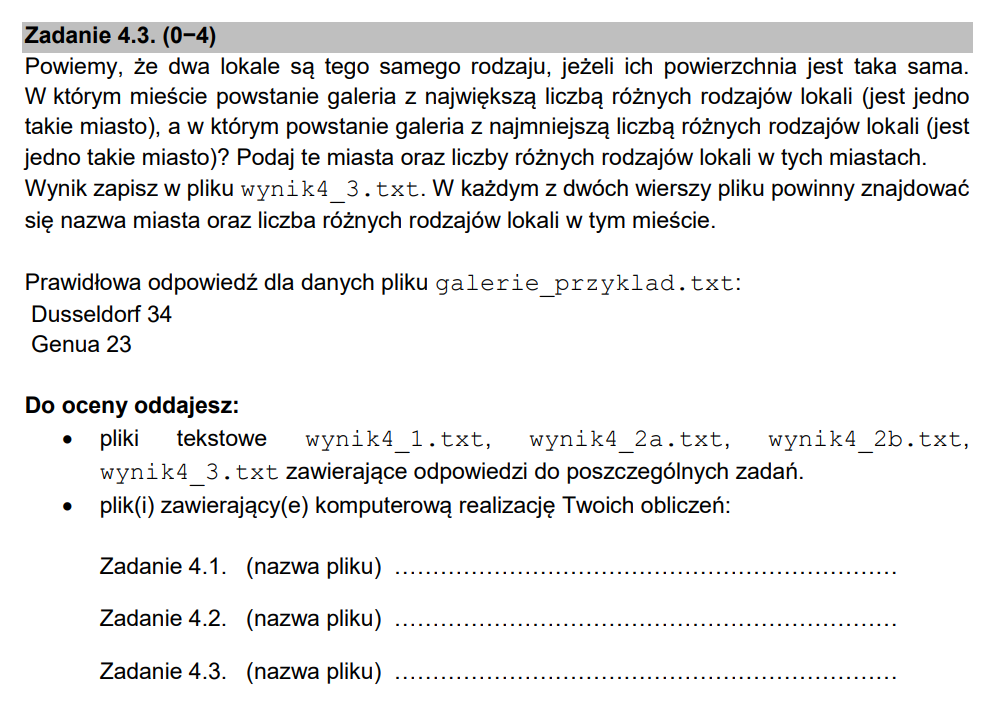 Zadanie 4.3. (0−4)
Powiemy, że dwa lokale są tego samego rodzaju, jeżeli ich powierzchnia jest taka sama.
W którym mieście powstanie galeria z największą liczbą różnych rodzajów lokali (jest jedno
takie miasto), a w którym powstanie galeria z najmniejszą liczbą różnych rodzajów lokali (jest
jedno takie miasto)? Podaj te miasta oraz liczby różnych rodzajów lokali w tych miastach.
Wynik zapisz w pliku wynik4_3.txt. W każdym z dwóch wierszy pliku powinny znajdować
się nazwa miasta oraz liczba różnych rodzajów lokali w tym mieście.
Prawidłowa odpowiedź dla danych pliku galerie_przyklad.txt:
Dusseldorf 34
Genua 23
Do oceny oddajesz:
• pliki tekstowe wynik4_1.txt, wynik4_2a.txt, wynik4_2b.txt,
wynik4_3.txt zawierające odpowiedzi do poszczególnych zadań.
• plik(i) zawierający(e) komputerową realizację Twoich obliczeń:
Zadanie 4.1. (nazwa pliku) ..................................................................
Zadanie 4.2. (nazwa pliku) ..................................................................
Zadanie 4.3. (nazwa pliku) ..................................................................